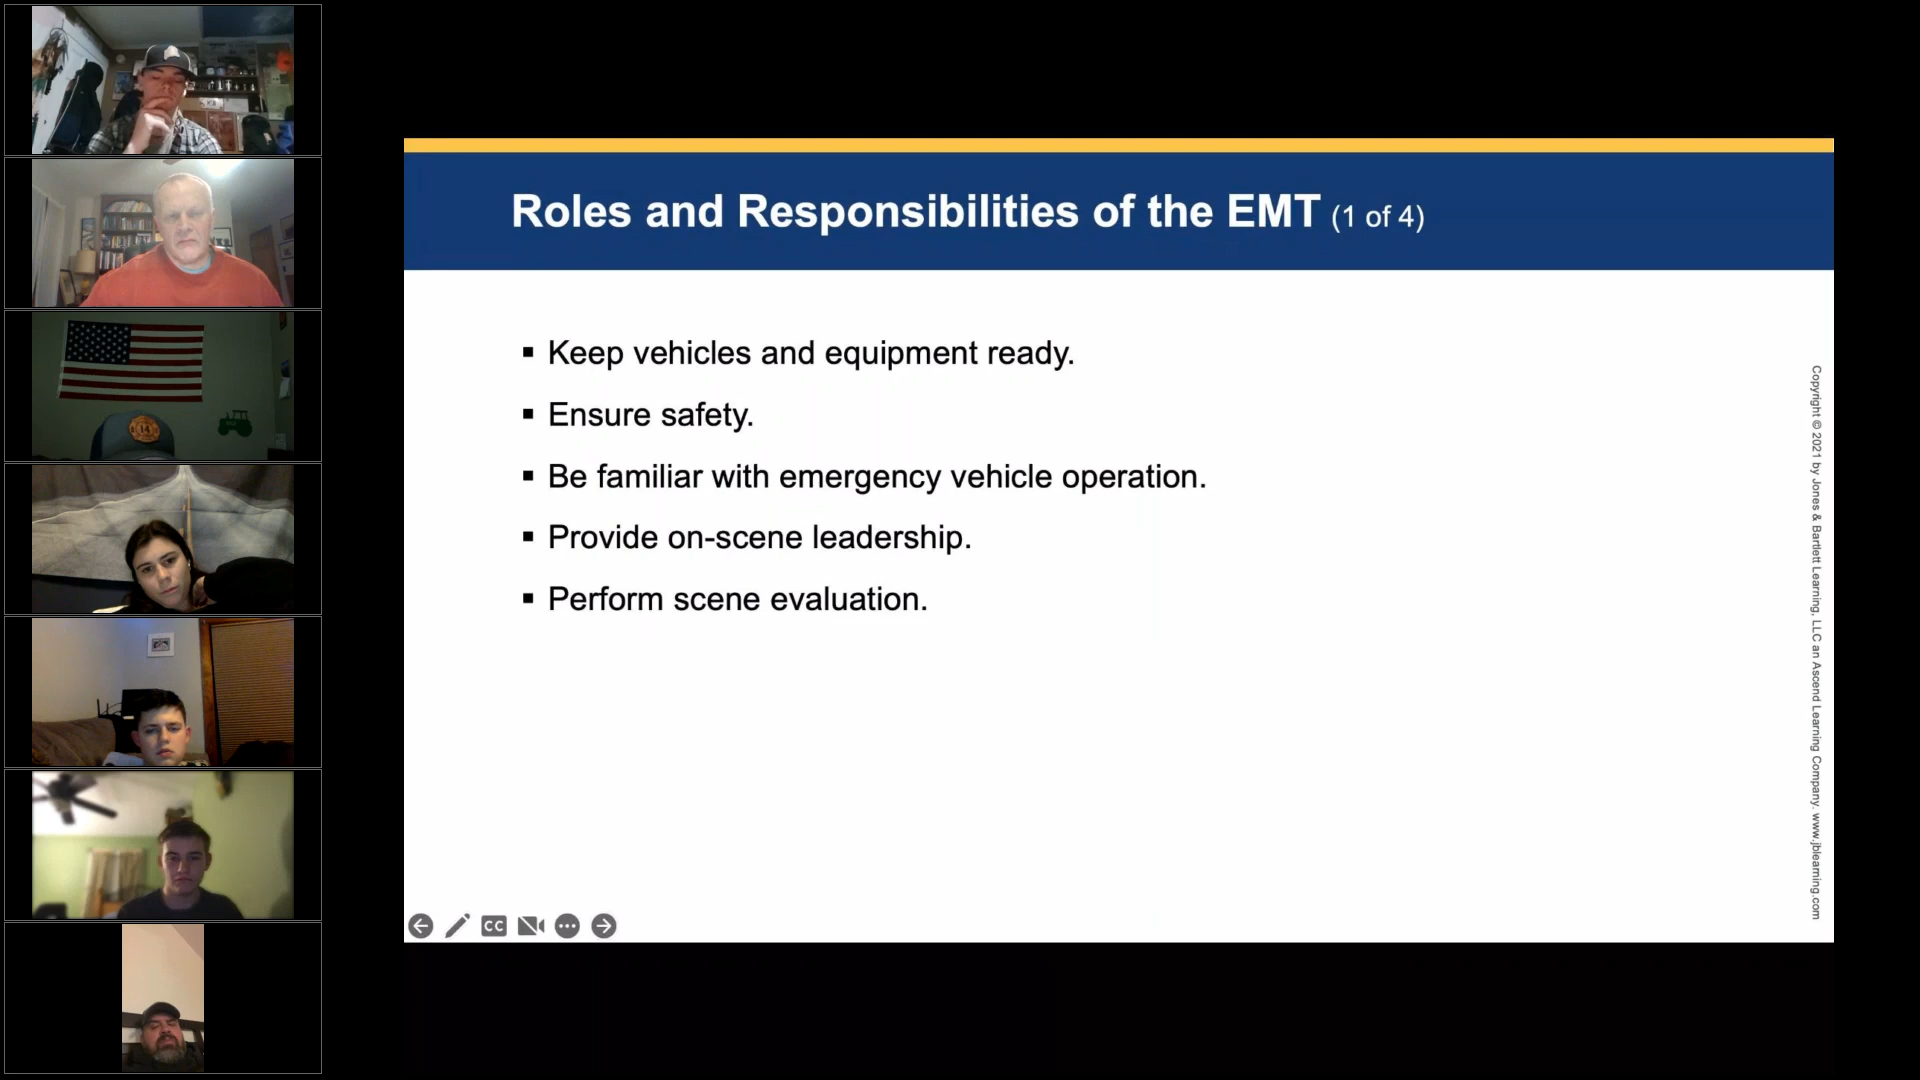 Roles and Responsibilities of the EMT (1 of 4)
▪ Keep vehicles and equipment ready.
▪ Ensure safety.
▪ Be familiar with emergency vehicle operation.
▪ Provide on-scene leadership.
▪ Perform scene evaluation.
Copyright © 2021 by Jones & Bartlett Learning, LLC an Ascend Learning Company. www.jblearning.com
CC
14